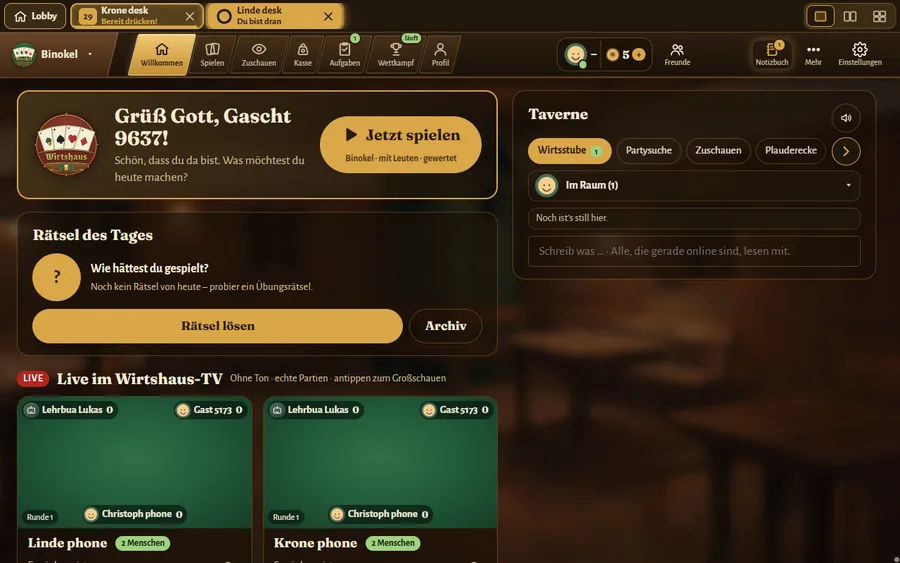 Lobby
29
Krone desk
Bereit drücken!
Linde desk
Du bist dran
Binokel
Willkommen
Spielen
Zuschauen
Kasse
1
Aufgaben
läuft
Wettkampf
Profil
– 5 +
Freunde
1
Notizbuch
Mehr
Einstellungen
Wirtshaus
Grüß Gott, Gascht
9637!
Schön, dass du da bist. Was möchtest du
heute machen?
Jetzt spielen
Binokel · mit Leuten · gewertet
Rätsel des Tages
?
Wie hättest du gespielt?
Noch kein Rätsel von heute – probier ein Übungsrätsel.
Rätsel lösen
Archiv
LIVE
Live im Wirtshaus-TV
Ohne Ton · echte Partien · antippen zum Großschauen
Lehrbua Lukas 0
Gast 5173 0
Runde 1
Christoph phone 0
Linde phone
2 Menschen
Lehrbua Lukas 0
Gast 5173 0
Runde 1
Christoph phone 0
Krone phone
2 Menschen
Taverne
Wirtsstube 1
Partysuche
Zuschauen
Plauderecke
Im Raum (1)
Noch ist's still hier.
Schreib was … · Alle, die gerade online sind, lesen mit.